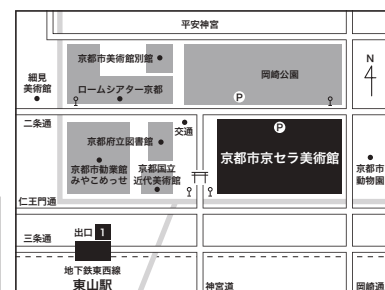 平安神宮
京都市美術館別館
岡崎公園
N
細見
美術館
ロームシアター京都
P
二条通
交通
P
京都府立図書館
京都市京セラ美術館
京都市勧業館
みやこめっせ
京都国立
近代美術館
京都市
動物園
仁王門通
三条通
出口 1
地下鉄東西線
東山駅
神宮道
岡崎通